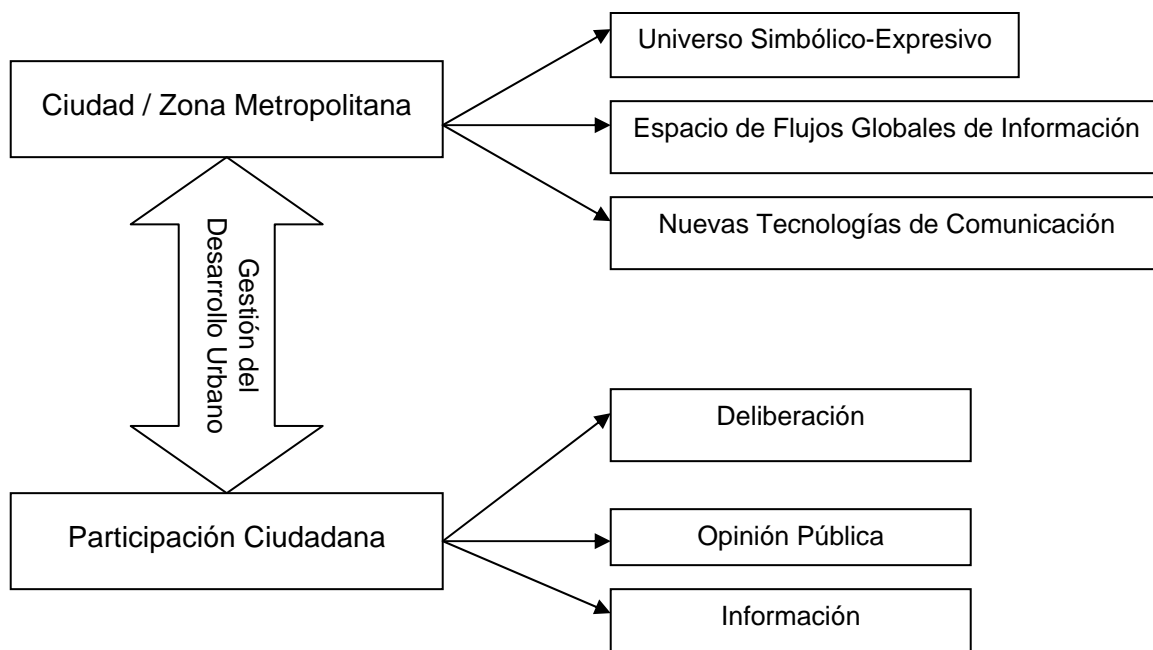 Universo Simbólico-Expresivo
Ciudad / Zona Metropolitana
Espacio de Flujos Globales de Información
Nuevas Tecnologías de Comunicación
Gestión del
Desarrollo Urbano
Deliberación
Participación Ciudadana
Opinión Pública
Información